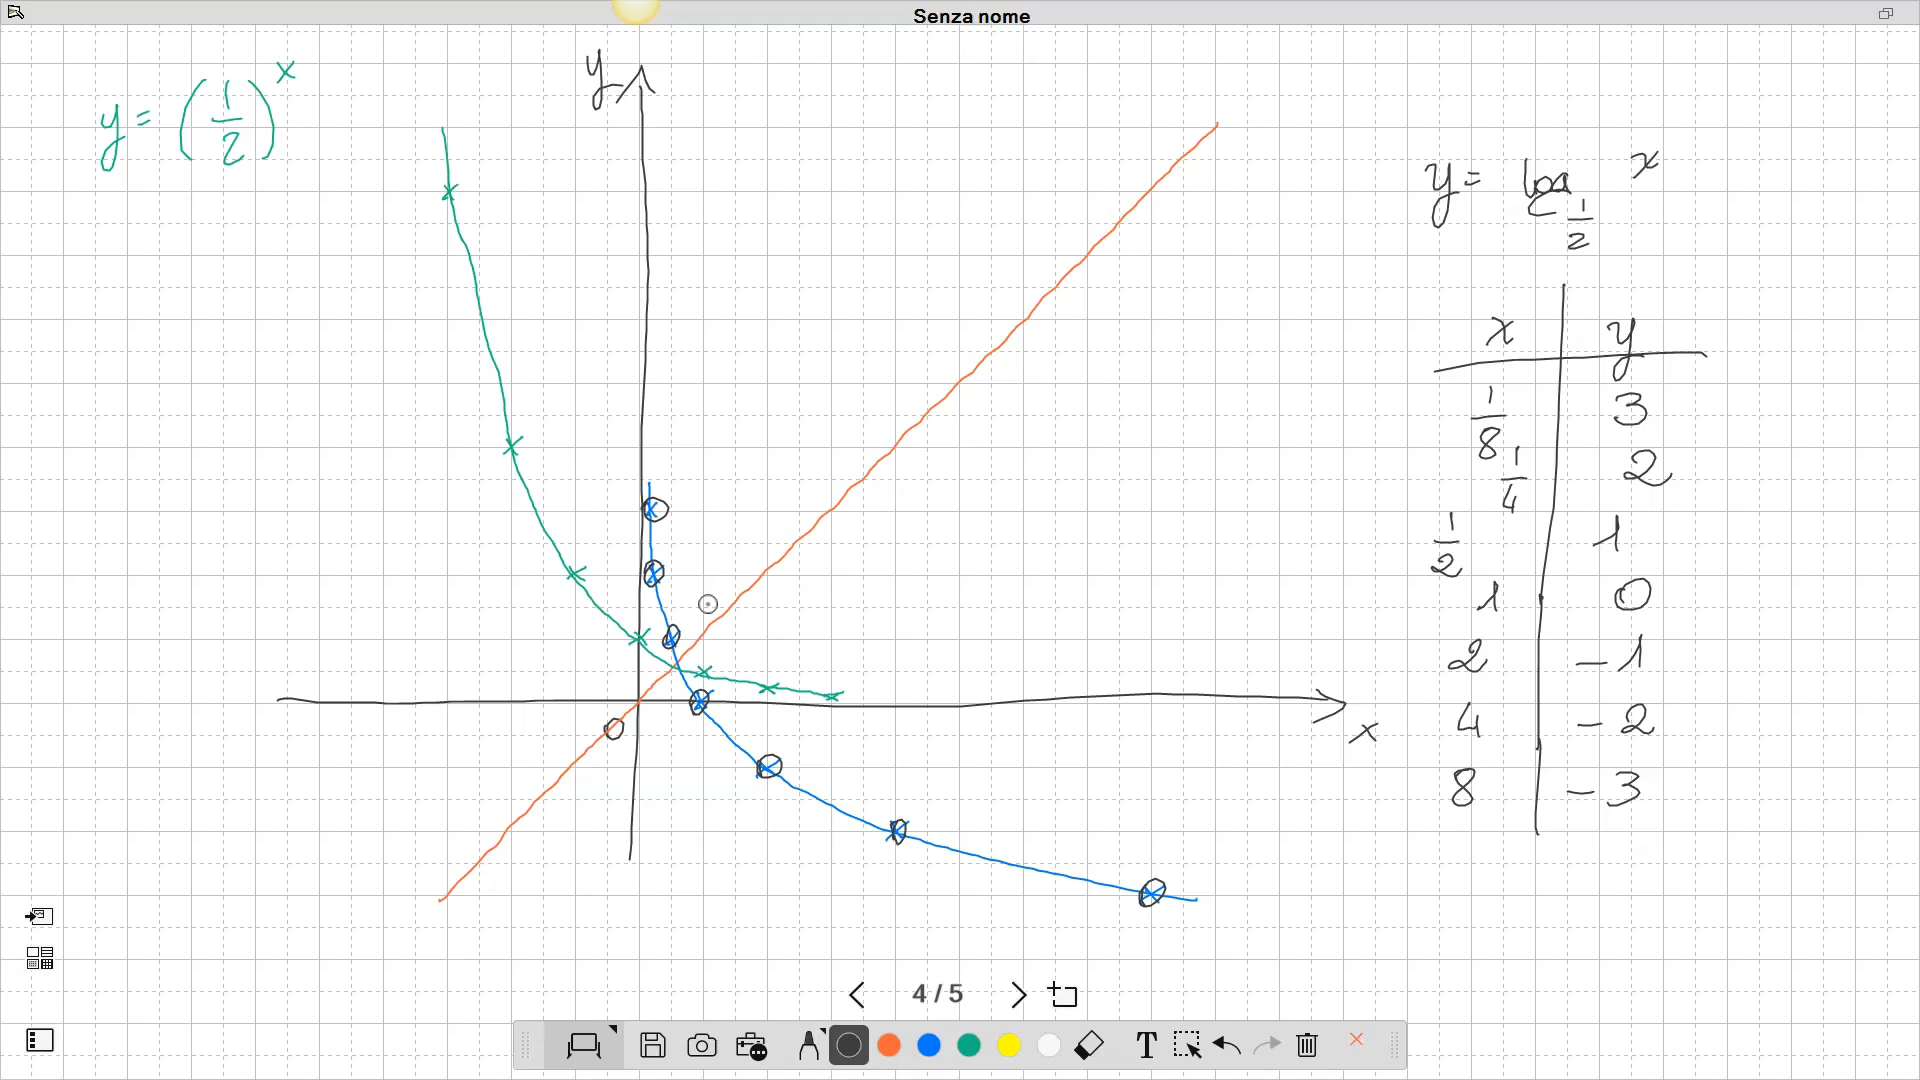 Senza nome
y = (1/2)^x
y
y = log_{1/2} x
x y
1/8 3
1/4 2
1/2 1
1 0
2 -1
4 -2
8 -3
O
x
4 / 5
T